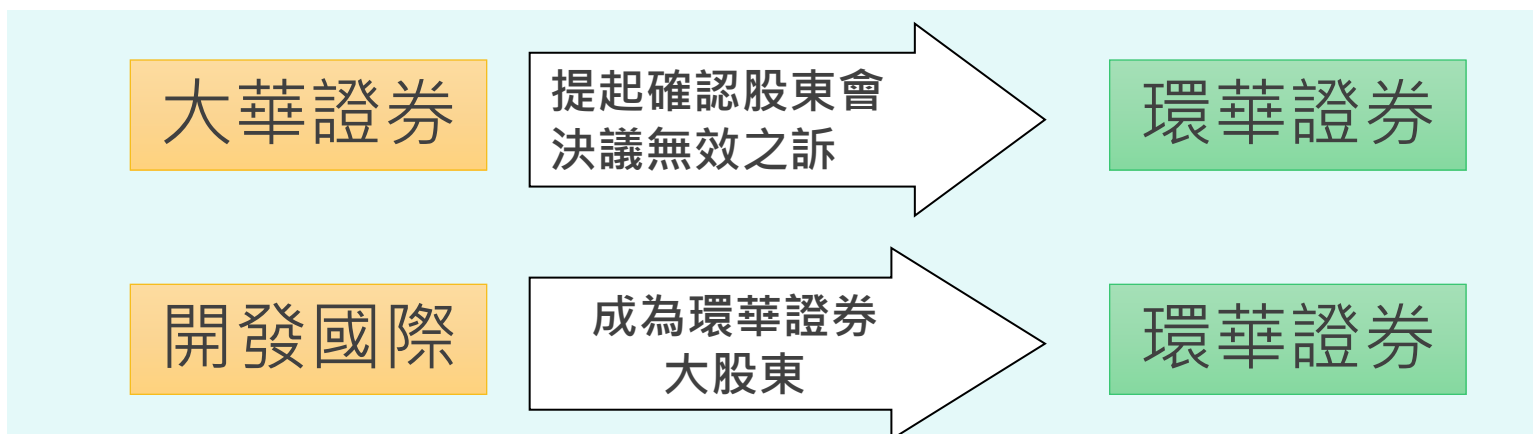 大華證券
提起確認股東會
決議無效之訴
環華證券
開發國際
成為環華證券
大股東
環華證券